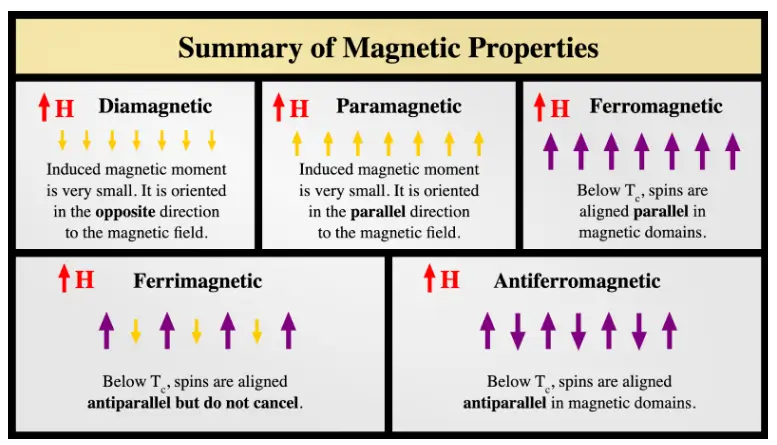 Summary of Magnetic Properties
H Diamagnetic
Induced magnetic moment
is very small. It is oriented
in the opposite direction
to the magnetic field.
H Paramagnetic
Induced magnetic moment
is very small. It is oriented
in the parallel direction
to the magnetic field.
H Ferromagnetic
Below Tc, spins are
aligned parallel in
magnetic domains.
H Ferrimagnetic
Below Tc, spins are aligned
antiparallel but do not cancel.
H Antiferromagnetic
Below Tc, spins are aligned
antiparallel in magnetic domains.